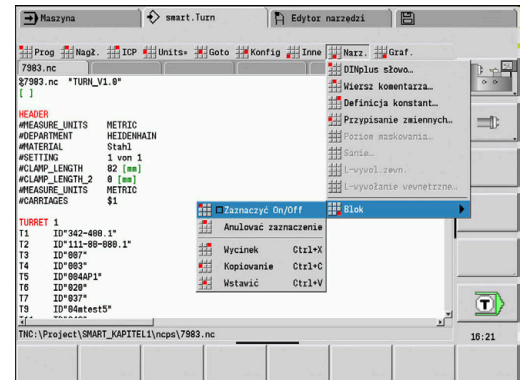 Maszyna smart.Turn Edytor narzędzi
Prog Nagł. ICP Units» Goto Konfig Inne Narz. Graf.
7983.nc
%7983.nc "TURN_V1.0"
[ ]
HEADER
#MEASURE_UNITS METRIC
#DEPARTMENT HEIDENHAIN
#MATERIAL Stahl
#SETTING 1 von 1
#CLAMP_LENGTH 82 [mm]
#CLAMP_LENGTH_2 0 [mm]
#MEASURE_UNITS METRIC
#CARRIAGES $1
TURRET 1
T1 ID"342-400.1"
T2 ID"111-80-080.1"
T3 ID"007"
T4 ID"003"
T5 ID"004AP1"
T6 ID"020"
T7 ID"037"
T9 ID"04mtest5"
DINplus słowo…
Wiersz komentarza…
Definicja konstant…
Przypisanie zmiennych…
Poziom maskowania…
Sanie…
L-wyvol.zewn.
L-wyvołanie wewnętrzne…
Blok
Zaznaczyć On/Off
Anulować zaznaczenie
Wycinek Ctrl+X
Kopiowanie Ctrl+C
Wstawić Ctrl+V
T
TNC:\Project\SMART_KAPITEL1\ncps\7983.nc
16:21